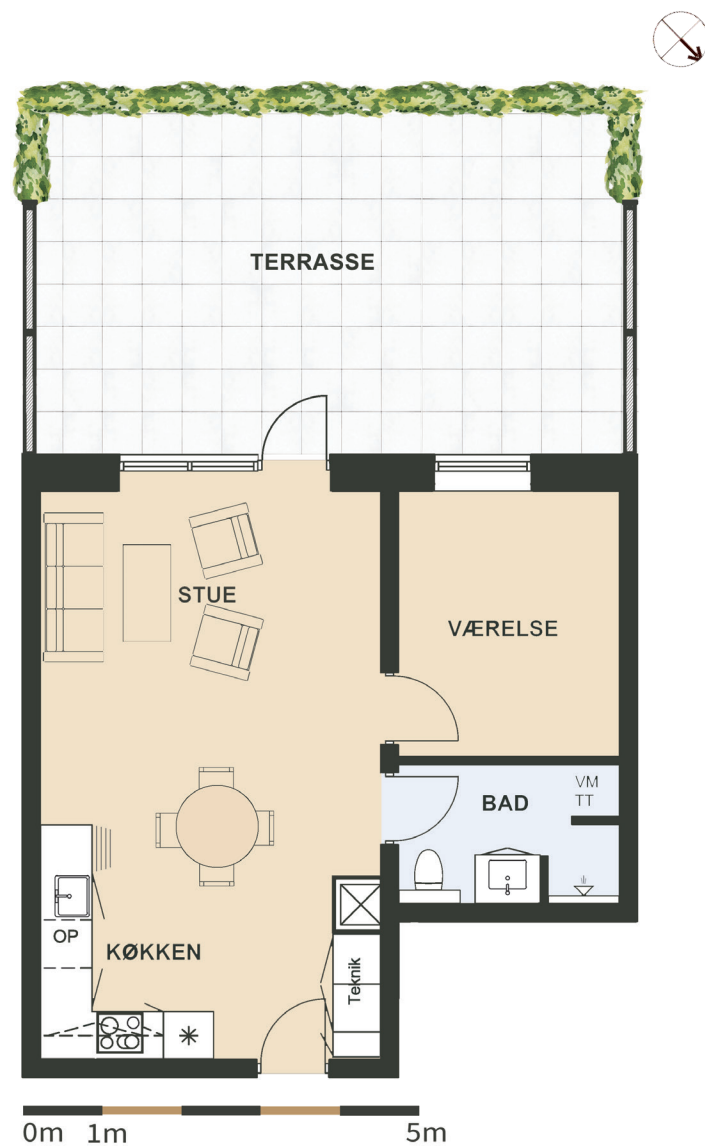 TERRASSE
STUE
VÆRELSE
VM
TT
BAD
OP
KØKKEN
Teknik
0m 1m 5m